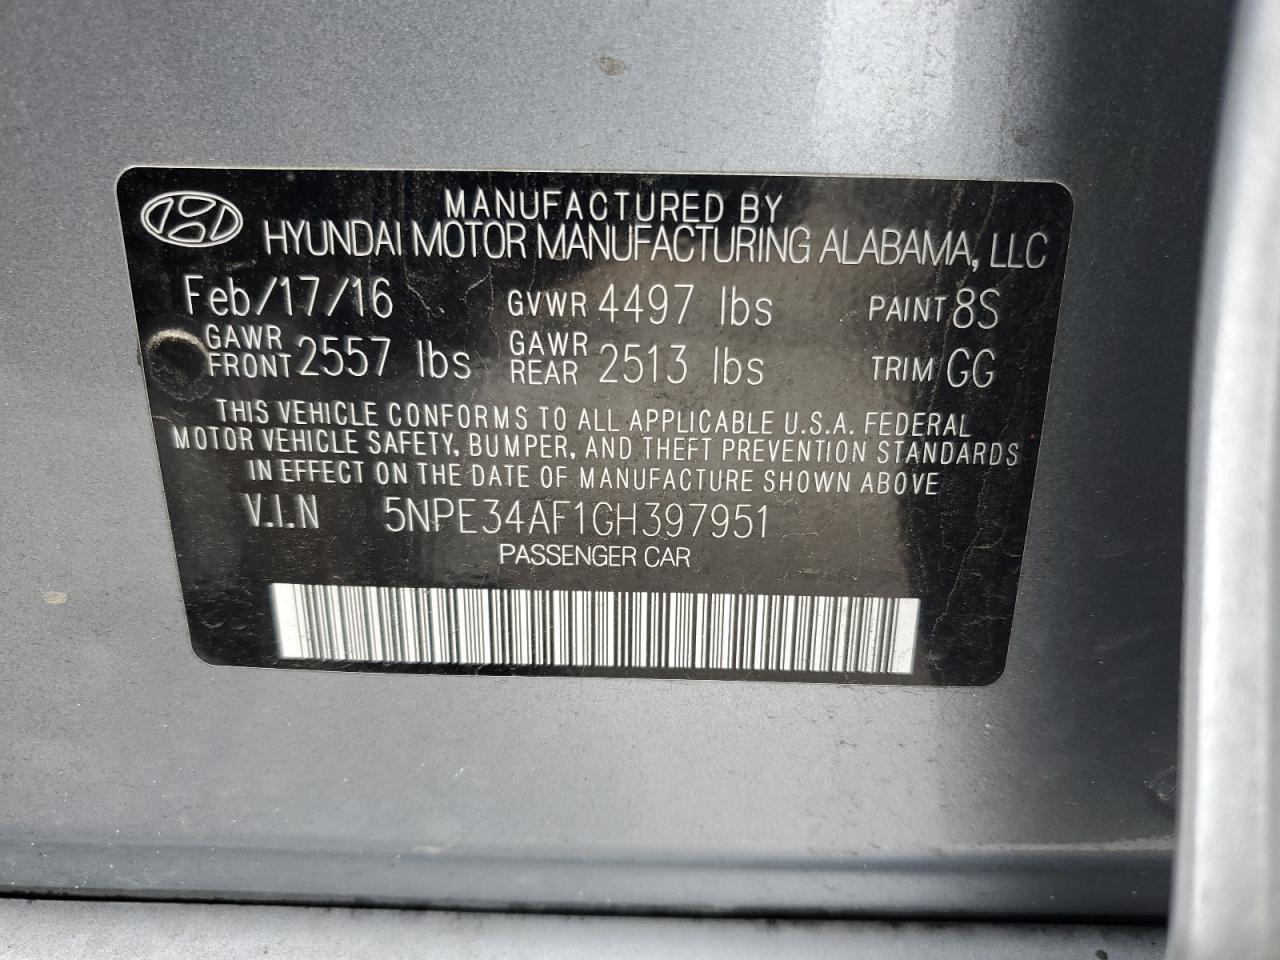 MANUFACTURED BY
HYUNDAI MOTOR MANUFACTURING ALABAMA, LLC
Feb/17/16 GVWR 4497 lbs PAINT 8S
GAWR FRONT 2557 lbs GAWR REAR 2513 lbs TRIM GG
THIS VEHICLE CONFORMS TO ALL APPLICABLE U.S.A. FEDERAL
MOTOR VEHICLE SAFETY, BUMPER, AND THEFT PREVENTION STANDARDS
IN EFFECT ON THE DATE OF MANUFACTURE SHOWN ABOVE
V.I.N 5NPE34AF1GH397951
PASSENGER CAR